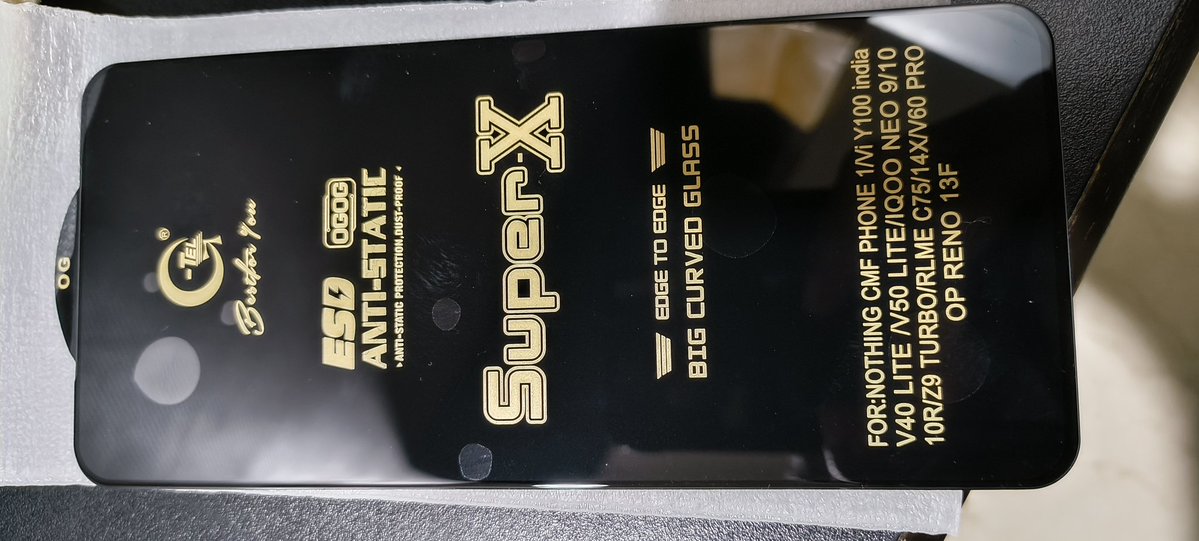 OG
®
C-TEL
Bestfor You
ESD OGOG
ANTI-STATIC
ANTI-STATIC PROTECTION,DUST-PROOF
Super-X
EDGE TO EDGE
BIG CURVED GLASS
FOR:NOTHING CMF PHONE 1/Vi Y100 india
V40 LITE /V50 LITE/IQOO NEO 9/10
10R/Z9 TURBO/RLME C75/14X/V60 PRO
OP RENO 13F